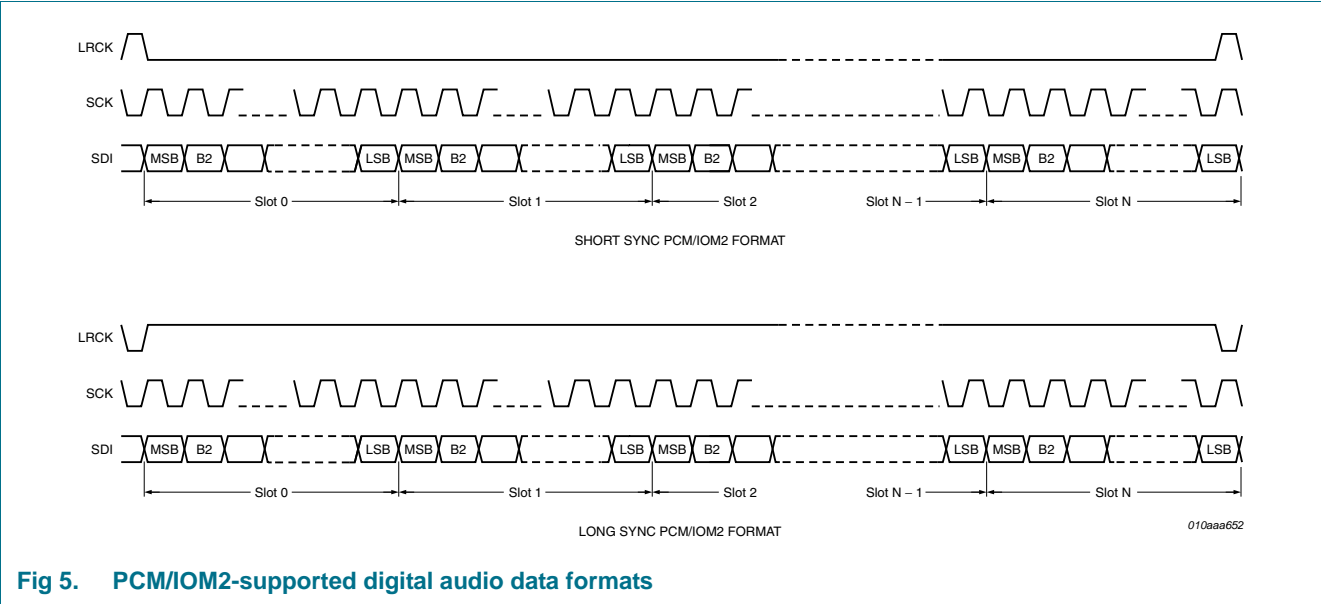 LRCK
SCK
SDI MSB B2 LSB MSB B2 LSB MSB B2 LSB MSB B2 LSB
Slot 0 Slot 1 Slot 2 Slot N − 1 Slot N
SHORT SYNC PCM/IOM2 FORMAT
LRCK
SCK
SDI MSB B2 LSB MSB B2 LSB MSB B2 LSB MSB B2 LSB
Slot 0 Slot 1 Slot 2 Slot N − 1 Slot N
LONG SYNC PCM/IOM2 FORMAT 010aaa652
Fig 5. PCM/IOM2-supported digital audio data formats